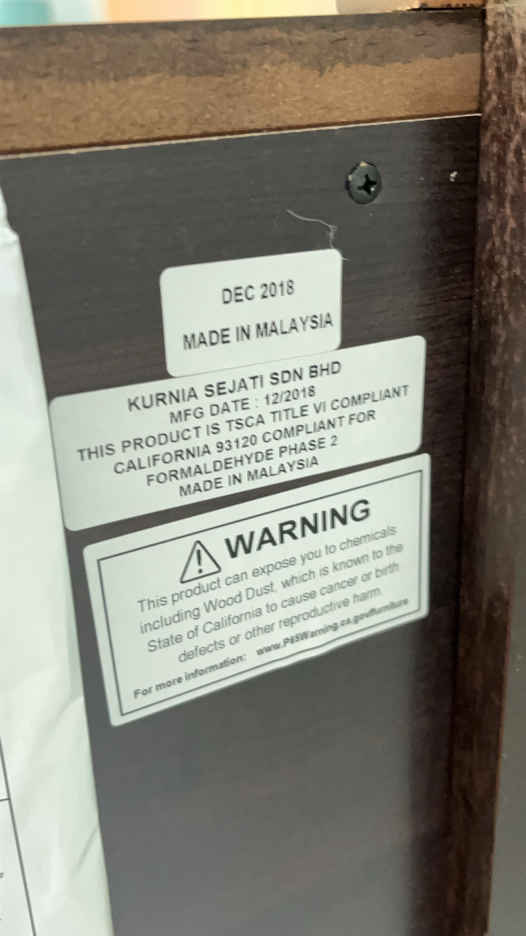 DEC 2018
MADE IN MALAYSIA
KURNIA SEJATI SDN BHD
MFG DATE : 12/2018
THIS PRODUCT IS TSCA TITLE VI COMPLIANT
CALIFORNIA 93120 COMPLIANT FOR
FORMALDEHYDE PHASE 2
MADE IN MALAYSIA
WARNING
This product can expose you to chemicals
including Wood Dust, which is known to the
State of California to cause cancer or birth
defects or other reproductive harm.
For more information: www.P65Warning.ca.gov/furniture